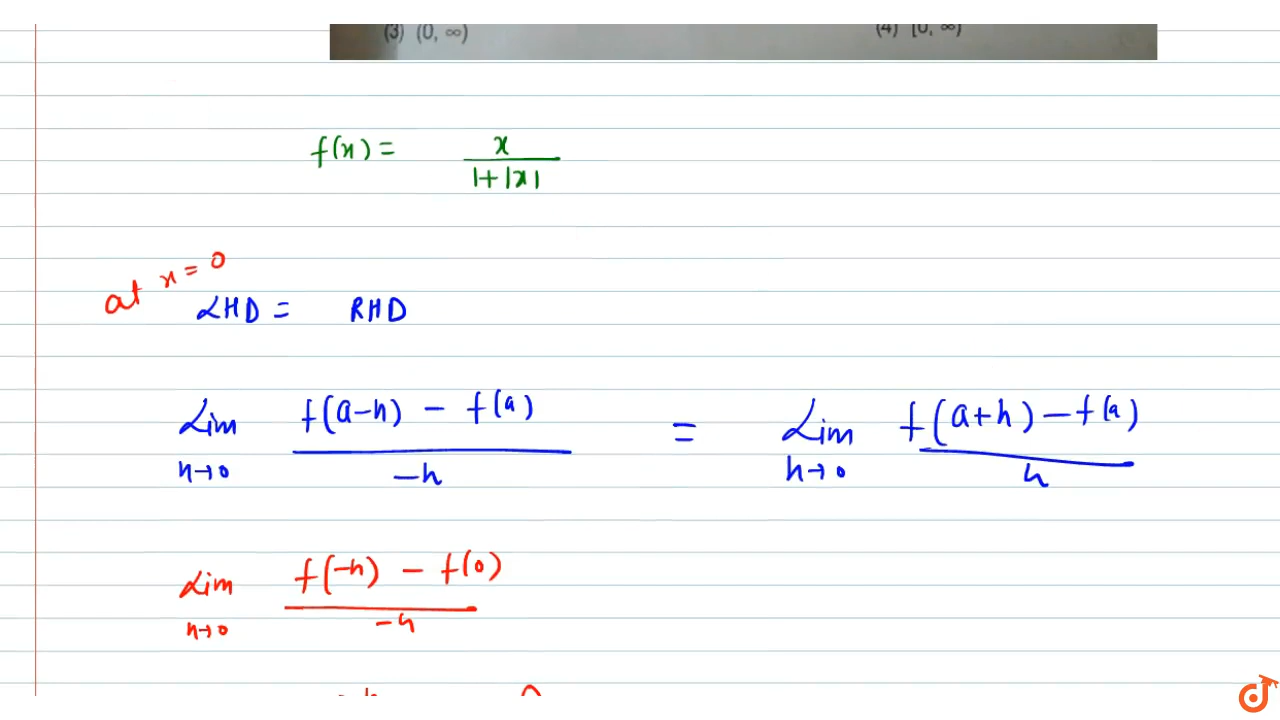 (3) (0, ∞) (4) [0, ∞)
f(x) = x
1+|x|
at x = 0
LHD = RHD
Lim f(a-h) - f(a) = Lim f(a+h) - f(a)
h→0 -h h→0 h
Lim f(-h) - f(0)
h→0 -h